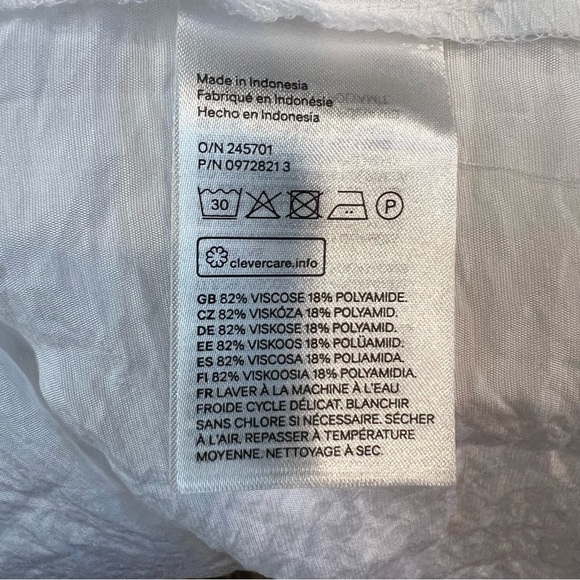 Made in Indonesia
Fabriqué en Indonésie
Hecho en Indonesia
O/N 245701
P/N 0972821 3
30
P
clevercare.info
GB 82% VISCOSE 18% POLYAMIDE.
CZ 82% VISKÓZA 18% POLYAMID.
DE 82% VISKOSE 18% POLYAMID.
EE 82% VISKOOS 18% POLÜAMIID.
ES 82% VISCOSA 18% POLIAMIDA.
FI 82% VISKOOSIA 18% POLYAMIDIA.
FR LAVER À LA MACHINE À L'EAU
FROIDE CYCLE DÉLICAT. BLANCHIR
SANS CHLORE SI NÉCESSAIRE. SÉCHER
À L'AIR. REPASSER À TEMPÉRATURE
MOYENNE. NETTOYAGE À SEC.